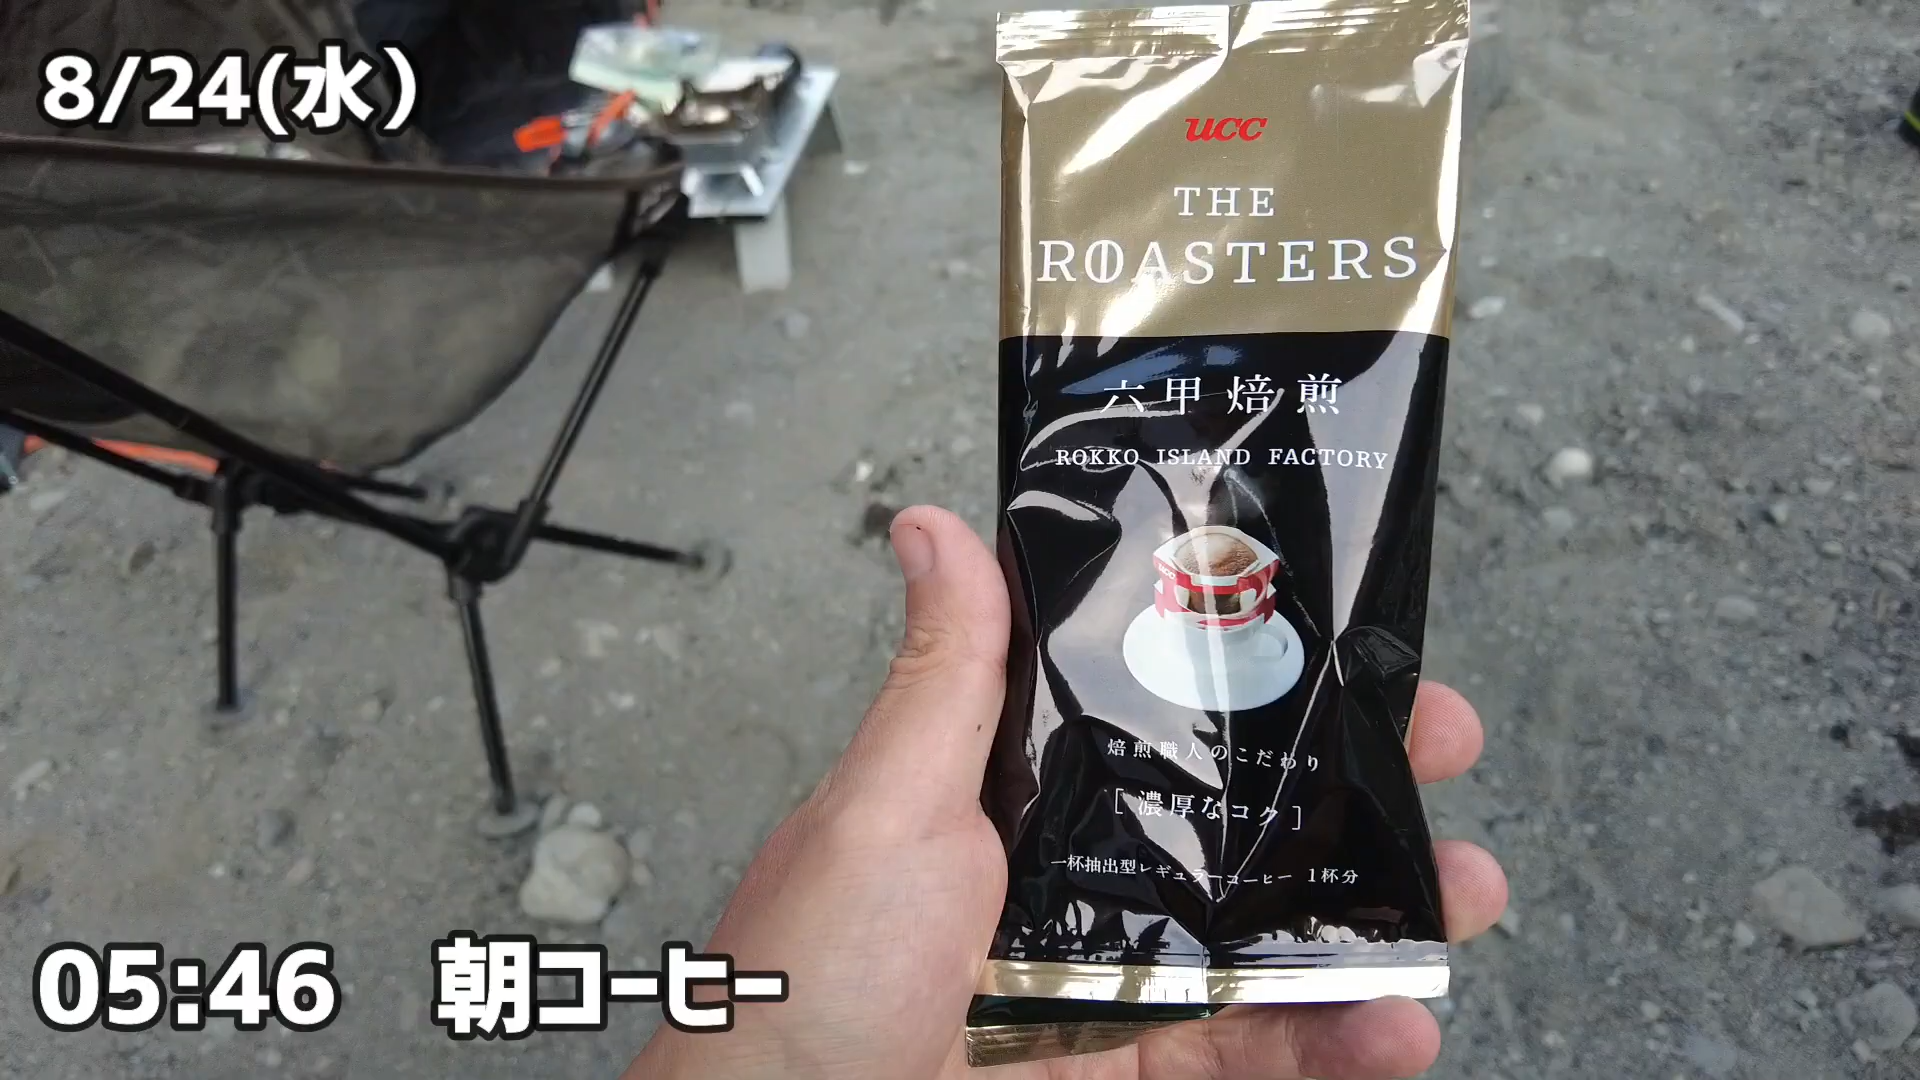 8/24(水)
ucc
THE
ROASTERS
六甲焙煎
ROKKO ISLAND FACTORY
ucc
焙煎職人のこだわり
[濃厚なコク]
一杯抽出型レギュラーコーヒー 1杯分
05:46 朝コーヒー